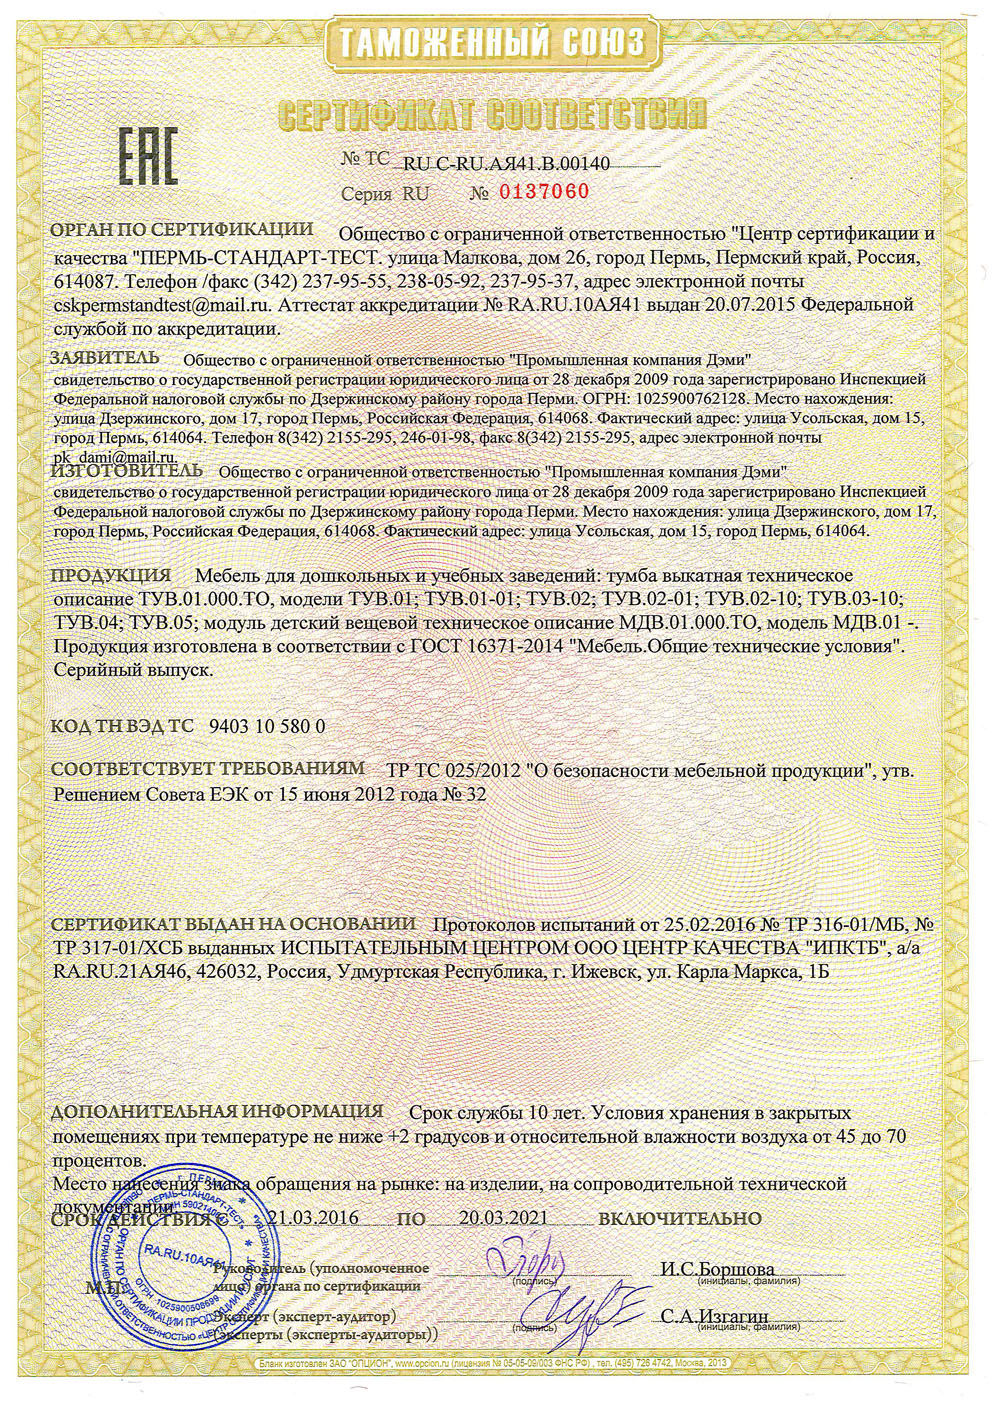 ТАМОЖЕННЫЙ СОЮЗ
СЕРТИФИКАТ СООТВЕТСТВИЯ
ЕАС
№ ТС RU C-RU.АЯ41.В.00140
Серия RU № 0137060
ОРГАН ПО СЕРТИФИКАЦИИ Общество с ограниченной ответственностью "Центр сертификации и
качества "ПЕРМЬ-СТАНДАРТ-ТЕСТ. улица Малкова, дом 26, город Пермь, Пермский край, Россия,
614087. Телефон /факс (342) 237-95-55, 238-05-92, 237-95-37, адрес электронной почты
cskpermstandtest@mail.ru. Аттестат аккредитации № RA.RU.10АЯ41 выдан 20.07.2015 Федеральной
службой по аккредитации.
ЗАЯВИТЕЛЬ Общество с ограниченной ответственностью "Промышленная компания Дэми"
свидетельство о государственной регистрации юридического лица от 28 декабря 2009 года зарегистрировано Инспекцией
Федеральной налоговой службы по Дзержинскому району города Перми. ОГРН: 1025900762128. Место нахождения:
улица Дзержинского, дом 17, город Пермь, Российская Федерация, 614068. Фактический адрес: улица Усольская, дом 15,
город Пермь, 614064. Телефон 8(342) 2155-295, 246-01-98, факс 8(342) 2155-295, адрес электронной почты
pk_dami@mail.ru.
ИЗГОТОВИТЕЛЬ Общество с ограниченной ответственностью "Промышленная компания Дэми"
свидетельство о государственной регистрации юридического лица от 28 декабря 2009 года зарегистрировано Инспекцией
Федеральной налоговой службы по Дзержинскому району города Перми. Место нахождения: улица Дзержинского, дом 17,
город Пермь, Российская Федерация, 614068. Фактический адрес: улица Усольская, дом 15, город Пермь, 614064.
ПРОДУКЦИЯ Мебель для дошкольных и учебных заведений: тумба выкатная техническое
описание ТУВ.01.000.ТО, модели ТУВ.01; ТУВ.01-01; ТУВ.02; ТУВ.02-01; ТУВ.02-10; ТУВ.03-10;
ТУВ.04; ТУВ.05; модуль детский вещевой техническое описание МДВ.01.000.ТО, модель МДВ.01 -.
Продукция изготовлена в соответствии с ГОСТ 16371-2014 "Мебель.Общие технические условия".
Серийный выпуск.
КОД ТН ВЭД ТС 9403 10 580 0
СООТВЕТСТВУЕТ ТРЕБОВАНИЯМ ТР ТС 025/2012 "О безопасности мебельной продукции", утв.
Решением Совета ЕЭК от 15 июня 2012 года № 32
СЕРТИФИКАТ ВЫДАН НА ОСНОВАНИИ Протоколов испытаний от 25.02.2016 № ТР 316-01/МБ, №
ТР 317-01/ХСБ выданных ИСПЫТАТЕЛЬНЫМ ЦЕНТРОМ ООО ЦЕНТР КАЧЕСТВА "ИПКТБ", а/а
RA.RU.21АЯ46, 426032, Россия, Удмуртская Республика, г. Ижевск, ул. Карла Маркса, 1Б
ДОПОЛНИТЕЛЬНАЯ ИНФОРМАЦИЯ Срок службы 10 лет. Условия хранения в закрытых
помещениях при температуре не ниже +2 градусов и относительной влажности воздуха от 45 до 70
процентов.
Место нанесения знака обращения на рынке: на изделии, на сопроводительной технической
документации.
СРОК ДЕЙСТВИЯ С 21.03.2016 ПО 20.03.2021 ВКЛЮЧИТЕЛЬНО
RA.RU.10АЯ41
ОГРН 1025900508699
М.П.
Руководитель (уполномоченное
лицо) органа по сертификации
(подпись)
И.С.Боршова
(инициалы, фамилия)
Эксперт (эксперт-аудитор)
(эксперты (эксперты-аудиторы))
(подпись)
С.А.Изгагин
(инициалы, фамилия)
Бланк изготовлен ЗАО "ОПЦИОН", www.opcion.ru (лицензия № 05-05-09/003 ФНС РФ) , тел. (495) 726 4742, Москва, 2013